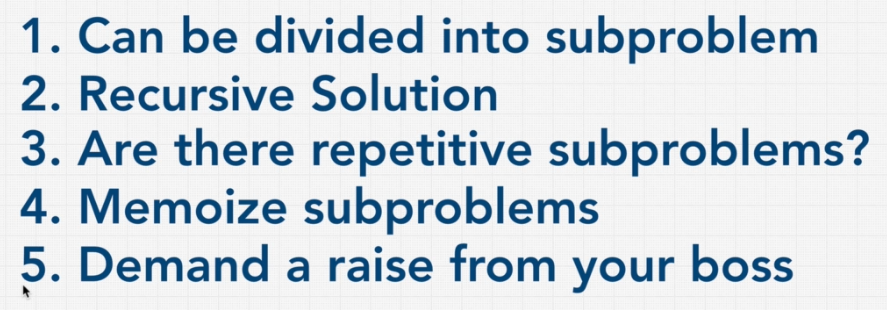 1. Can be divided into subproblem
2. Recursive Solution
3. Are there repetitive subproblems?
4. Memoize subproblems
5. Demand a raise from your boss